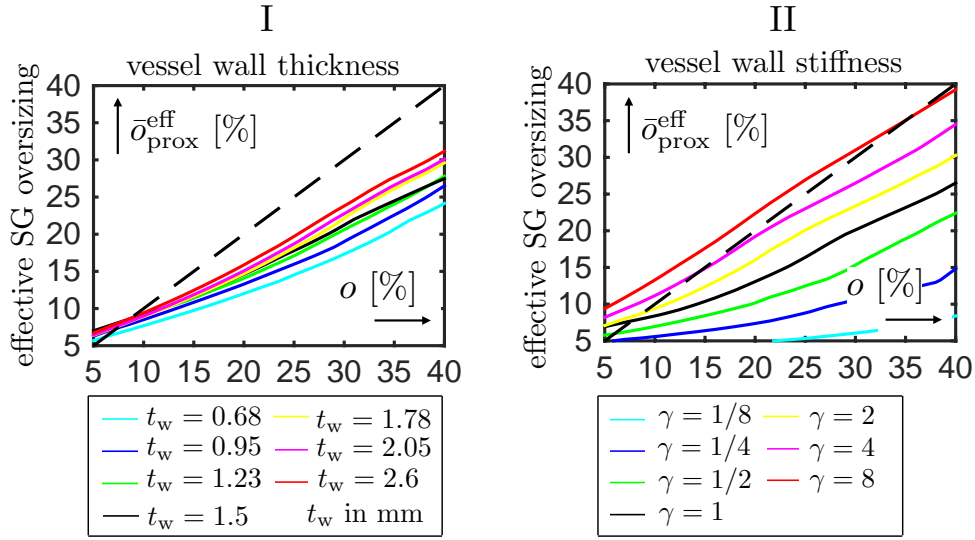 I
vessel wall thickness
effective SG oversizing
ō_prox^eff [%]
o [%]
40
35
30
25
20
15
10
5
5 10 15 20 25 30 35 40
t_w = 0.68
t_w = 0.95
t_w = 1.23
t_w = 1.5
t_w = 1.78
t_w = 2.05
t_w = 2.6
t_w in mm
II
vessel wall stiffness
effective SG oversizing
ō_prox^eff [%]
o [%]
40
35
30
25
20
15
10
5
5 10 15 20 25 30 35 40
γ = 1/8
γ = 1/4
γ = 1/2
γ = 1
γ = 2
γ = 4
γ = 8